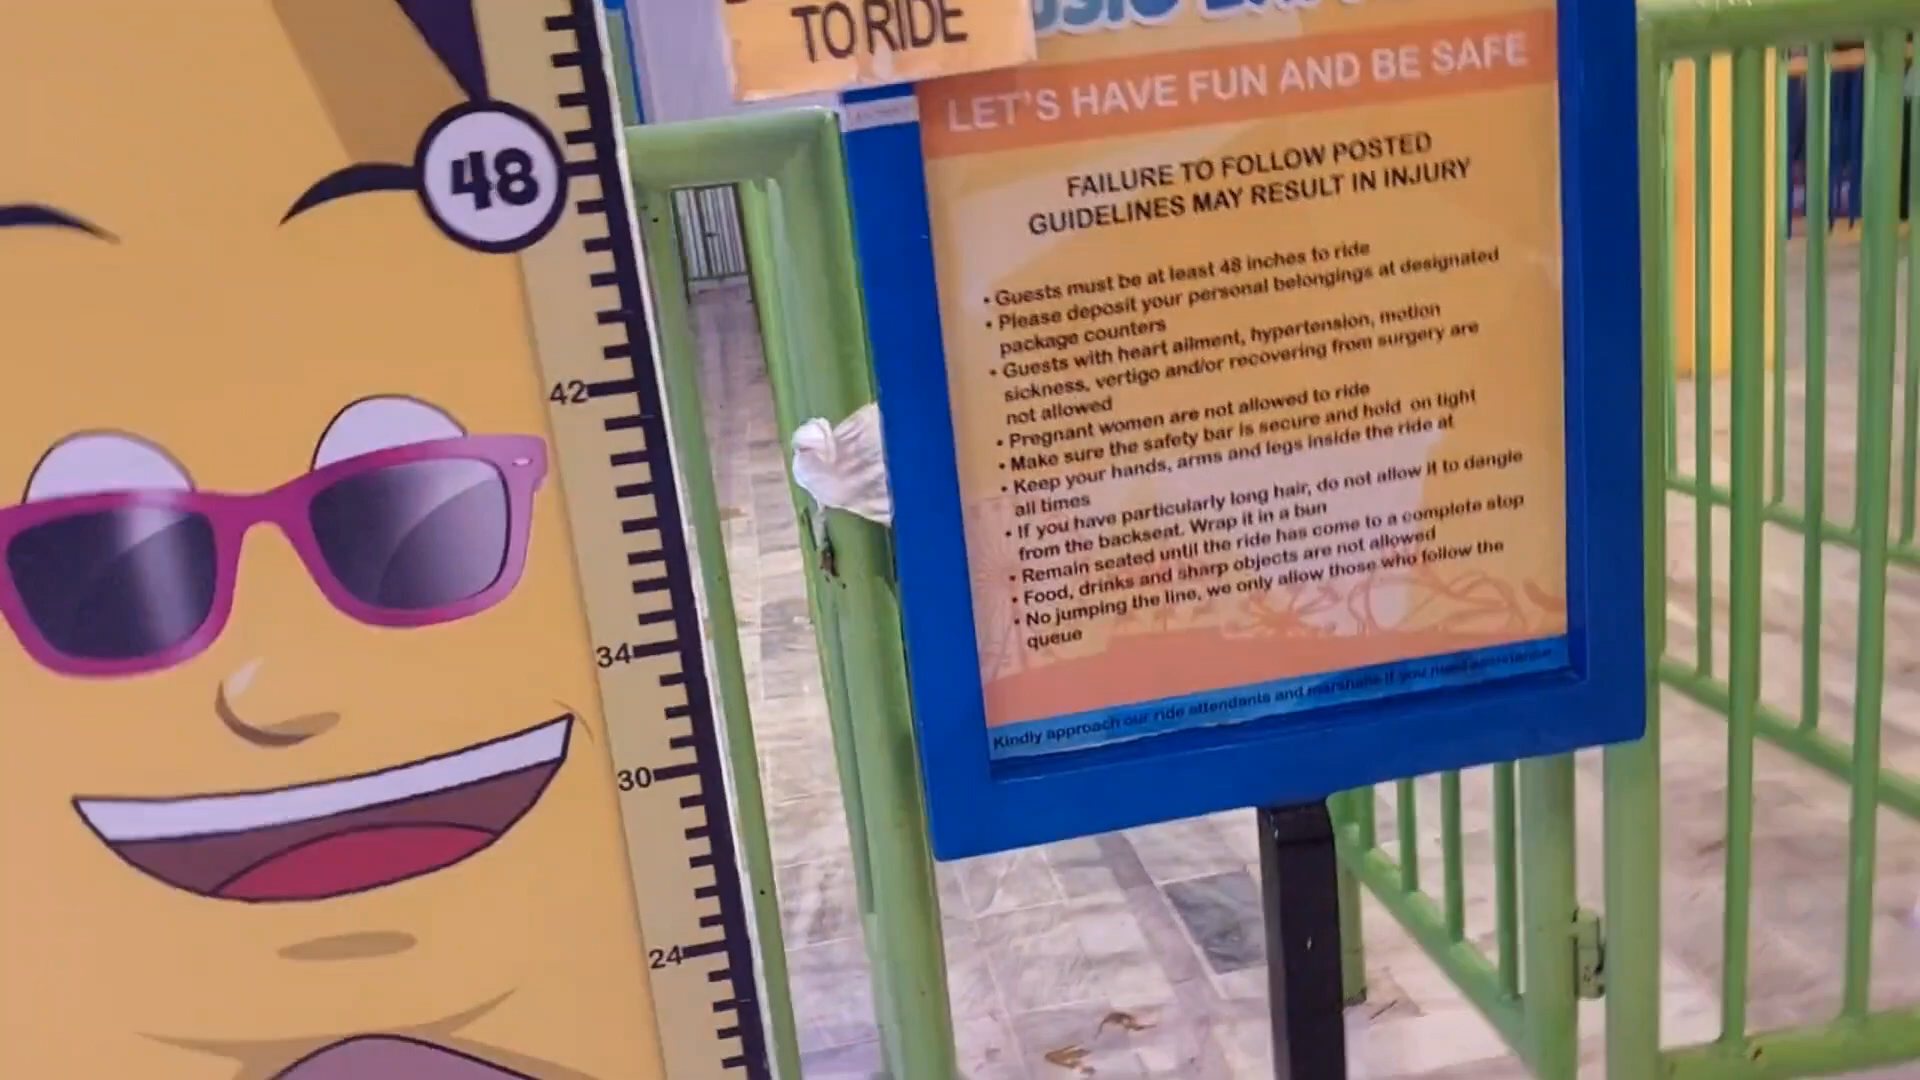 TO RIDE
LET'S HAVE FUN AND BE SAFE
FAILURE TO FOLLOW POSTED
GUIDELINES MAY RESULT IN INJURY
• Guests must be at least 48 inches to ride
• Please deposit your personal belongings at designated
package counters
• Guests with heart ailment, hypertension, motion
sickness, vertigo and/or recovering from surgery are
not allowed
• Pregnant women are not allowed to ride
• Make sure the safety bar is secure and hold on tight
• Keep your hands, arms and legs inside the ride at
all times
• If you have particularly long hair, do not allow it to dangle
from the backseat. Wrap it in a bun
• Remain seated until the ride has come to a complete stop
• Food, drinks and sharp objects are not allowed
• No jumping the line, we only allow those who follow the
queue
Kindly approach our ride attendants and marshals if you need assistance
48
42
34
30
24